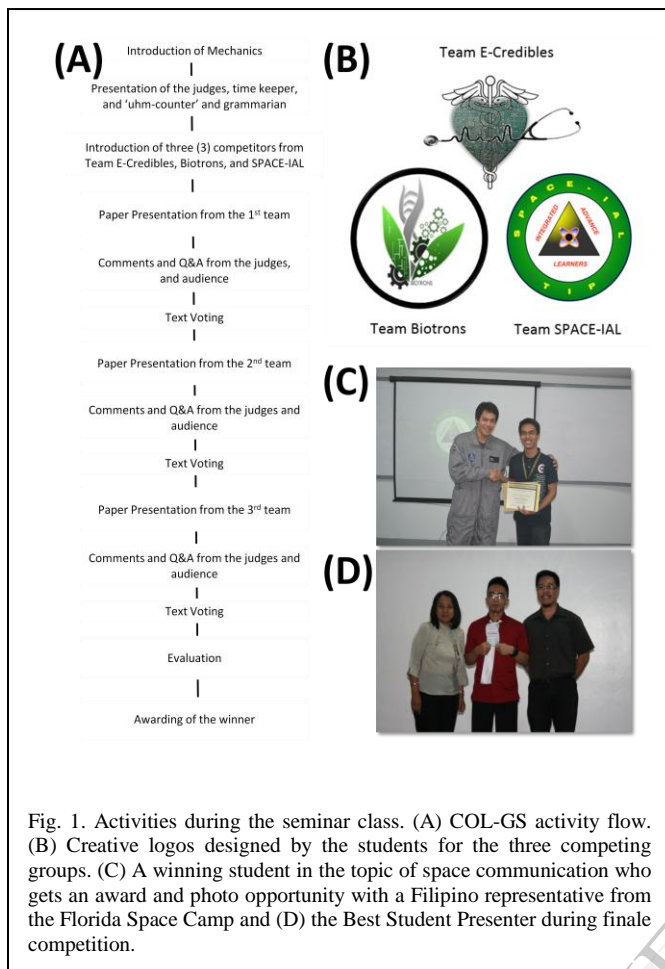 (A)
Introduction of Mechanics
Presentation of the judges, time keeper,
and 'uhm-counter' and grammarian
Introduction of three (3) competitors from
Team E-Credibles, Biotrons, and SPACE-IAL
Paper Presentation from the 1st team
Comments and Q&A from the judges,
and audience
Text Voting
Paper Presentation from the 2nd team
Comments and Q&A from the judges and
audience
Text Voting
Paper Presentation from the 3rd team
Comments and Q&A from the judges and
audience
Text Voting
Evaluation
Awarding of the winner
(B)
Team E-Credibles
BIOTRONS
SPACE-IAL
INTEGRATED
ADVANCE
LEARNERS
TIP
Team Biotrons
Team SPACE-IAL
(C)
(D)
Fig. 1. Activities during the seminar class. (A) COL-GS activity flow.
(B) Creative logos designed by the students for the three competing
groups. (C) A winning student in the topic of space communication who
gets an award and photo opportunity with a Filipino representative from
the Florida Space Camp and (D) the Best Student Presenter during finale
competition.